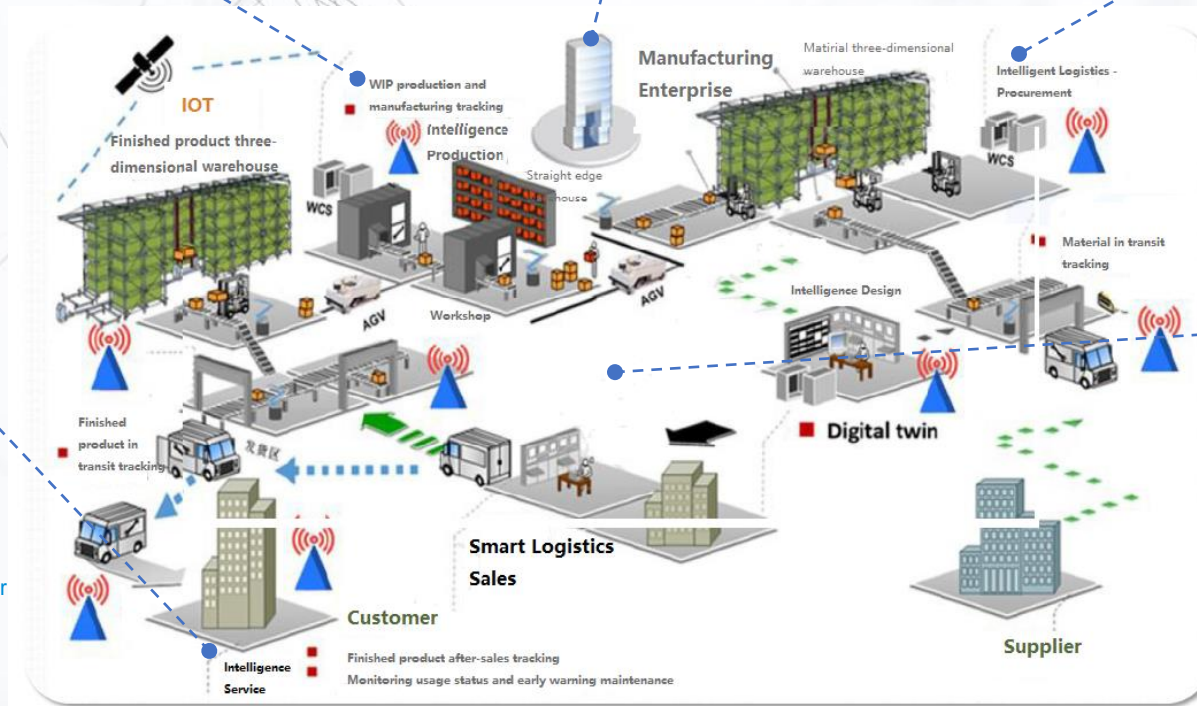 IOT
Finished product three-
dimensional warehouse
WIP production and
manufacturing tracking
Intelligence
Production
WCS
Straight edge
house
Manufacturing
Enterprise
Matirial three-dimensional
warehouse
Intelligent Logistics -
Procurement
WCS
Material in transit
tracking
AGV
Workshop
AGV
Intelligence Design
Digital twin
Finished
product in
transit tracking
Smart Logistics
Sales
Customer
Intelligence
Service
Finished product after-sales tracking
Monitoring usage status and early warning maintenance
Supplier
r